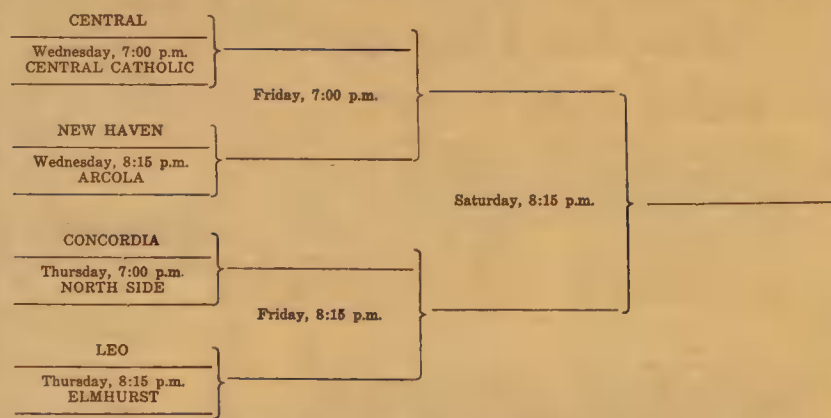 CENTRAL
Wednesday, 7:00 p.m.
CENTRAL CATHOLIC
Friday, 7:00 p.m.
NEW HAVEN
Wednesday, 8:15 p.m.
ARCOLA
Saturday, 8:15 p.m.
CONCORDIA
Thursday, 7:00 p.m.
NORTH SIDE
Friday, 8:15 p.m.
LEO
Thursday, 8:15 p.m.
ELMHURST